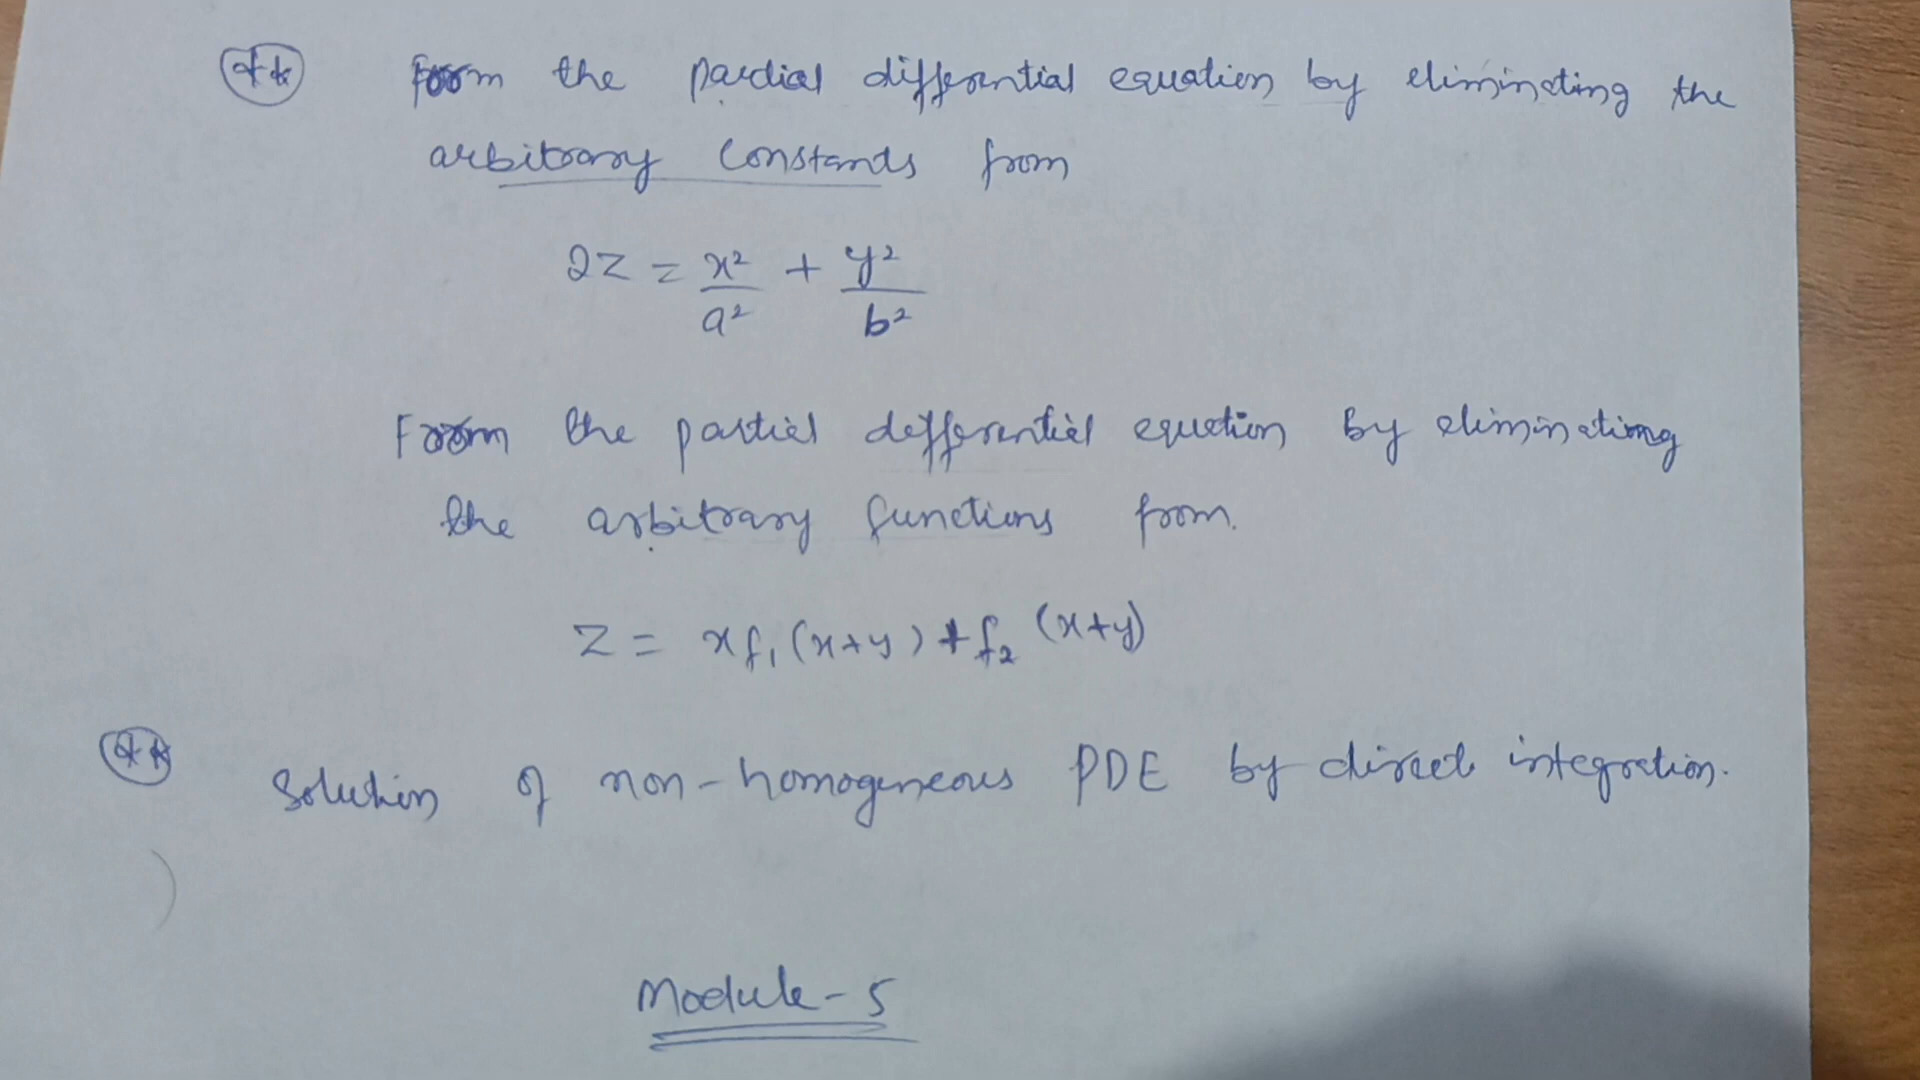 ** Form the partial differential equation by eliminating the
arbitrary constants from
2z = x²/a² + y²/b²
Form the partial differential equation by eliminationg
the arbitrary functions from.
z = xf₁(x+y) + f₂(x+y)
** Solution of non-homogeneous PDE by direct integration.
Module-5